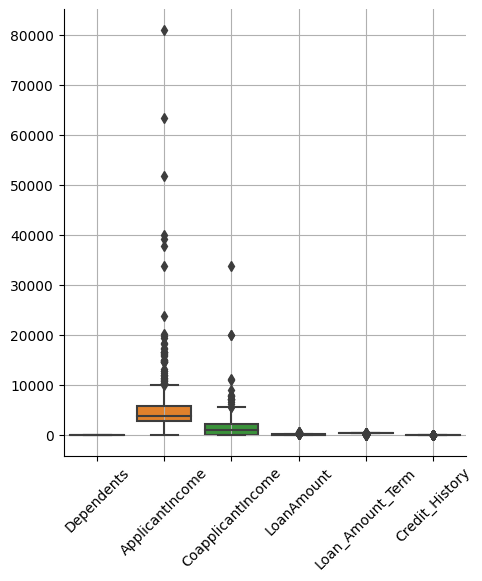 80000
70000
60000
50000
40000
30000
20000
10000
0
Dependents
ApplicantIncome
CoapplicantIncome
LoanAmount
Loan_Amount_Term
Credit_History